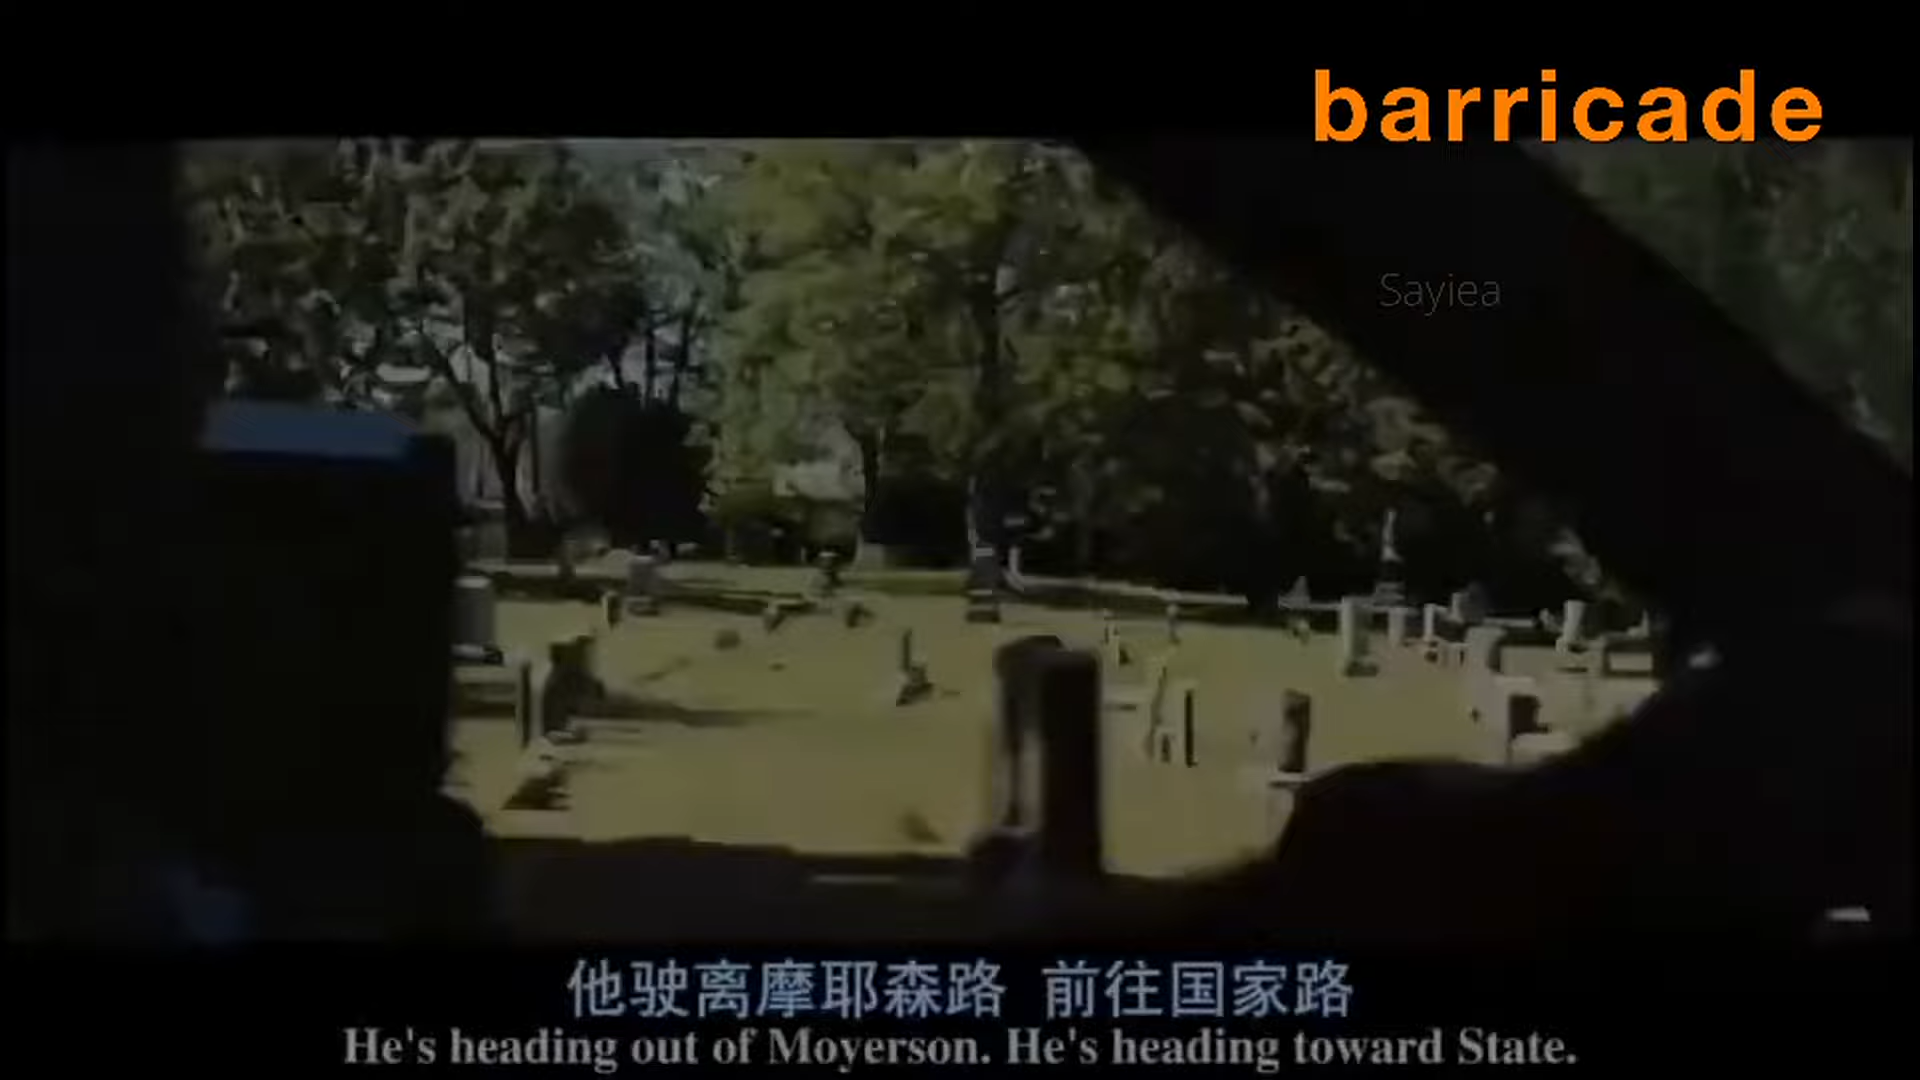 barricade
Sayiea
他驶离摩耶森路 前往国家路
He's heading out of Moyerson. He's heading toward State.